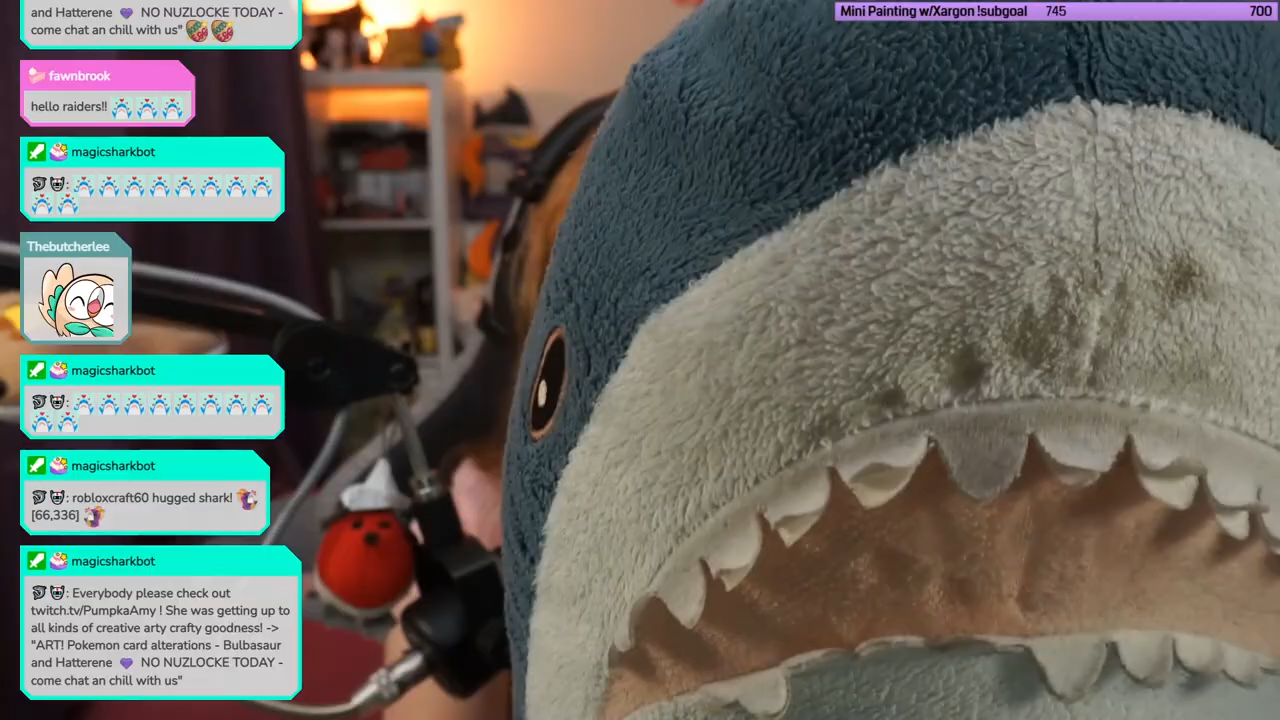 and Hatterene 💜 NO NUZLOCKE TODAY -
come chat an chill with us"
Mini Painting w/Xargon !subgoal 745 700
fawnbrook
hello raiders!!
magicsharkbot
:
Thebutcherlee
magicsharkbot
:
magicsharkbot
: robloxcraft60 hugged shark!
[66,336]
magicsharkbot
: Everybody please check out
twitch.tv/PumpkaAmy ! She was getting up to
all kinds of creative arty crafty goodness! ->
"ART! Pokemon card alterations - Bulbasaur
and Hatterene 💜 NO NUZLOCKE TODAY -
come chat an chill with us"